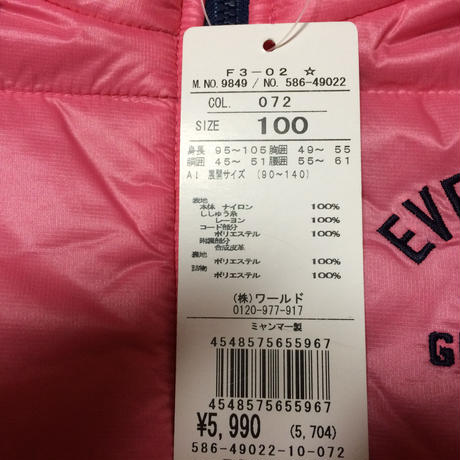 F3-02 ☆
M.NO.9849 / NO. 586-49022
COL. 072
SIZE 100
身長 95〜105 胸囲 49〜 55
胴囲 45〜 51 腰囲 55〜 61
展開サイズ (90〜140)
表地
本体 ナイロン 100%
ししゅう糸
レーヨン 100%
コード部分
ポリエステル 100%
附属部分
合成皮革
裏地
ポリエステル 100%
詰物
ポリエステル 100%
(株)ワールド
0120-977-917
ミャンマー製
4548575655967
4548575655967
¥5,990 (5,704)
586-49022-10-072
EVE
G